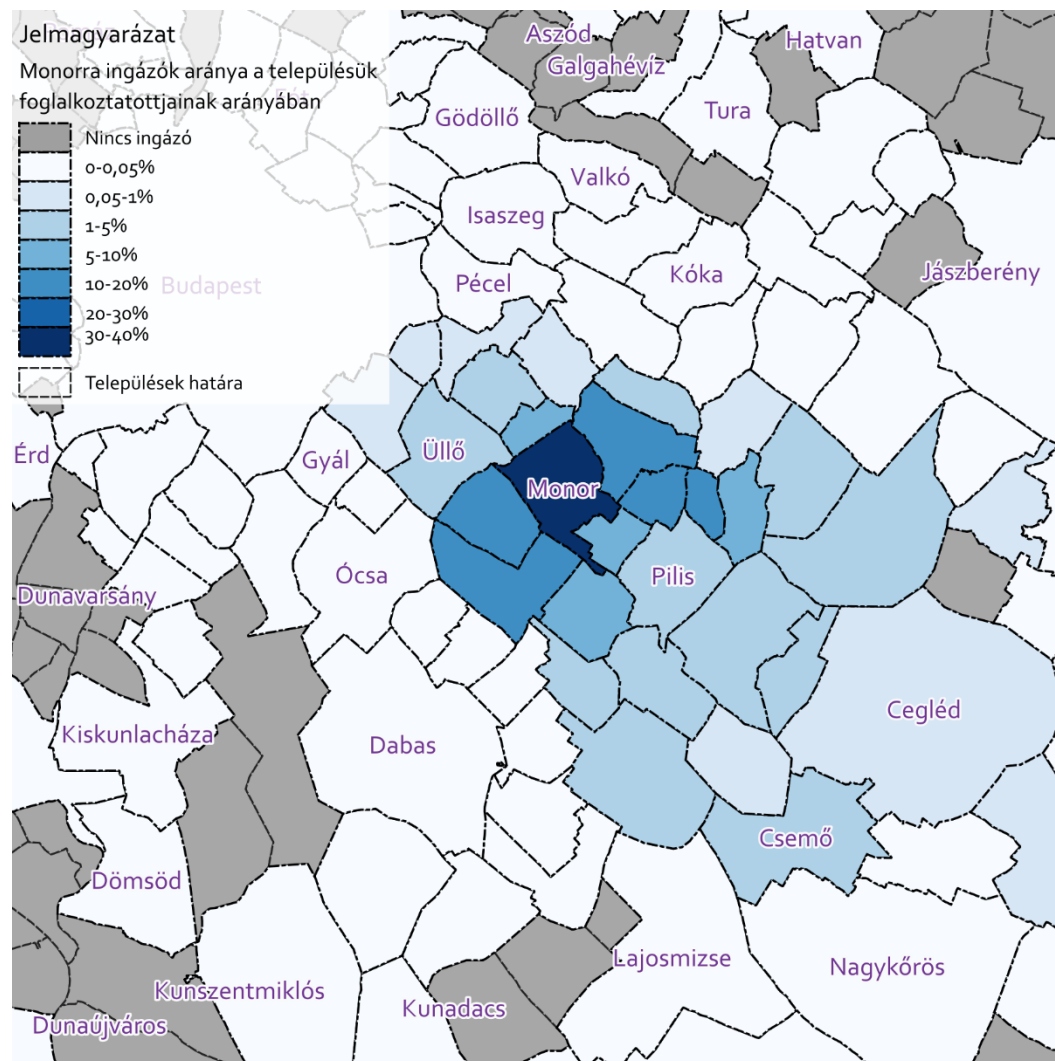 Jelmagyarázat
Monorra ingázók aránya a településük
foglalkoztatottjainak arányában
Nincs ingázó
0-0,05%
0,05-1%
1-5%
5-10%
10-20%
20-30%
30-40%
Települések határa
Aszód
Hatvan
Galgahévíz
Gödöllő
Tura
Valkó
Isaszeg
Pécel
Kóka
Jászberény
Budapest
Érd
Gyál
Üllő
Monor
Ócsa
Pilis
Dunavarsány
Kiskunlacháza
Dabas
Cegléd
Csemő
Dömsöd
Lajosmizse
Nagykőrös
Kunszentmiklós
Kunadacs
Dunaújváros